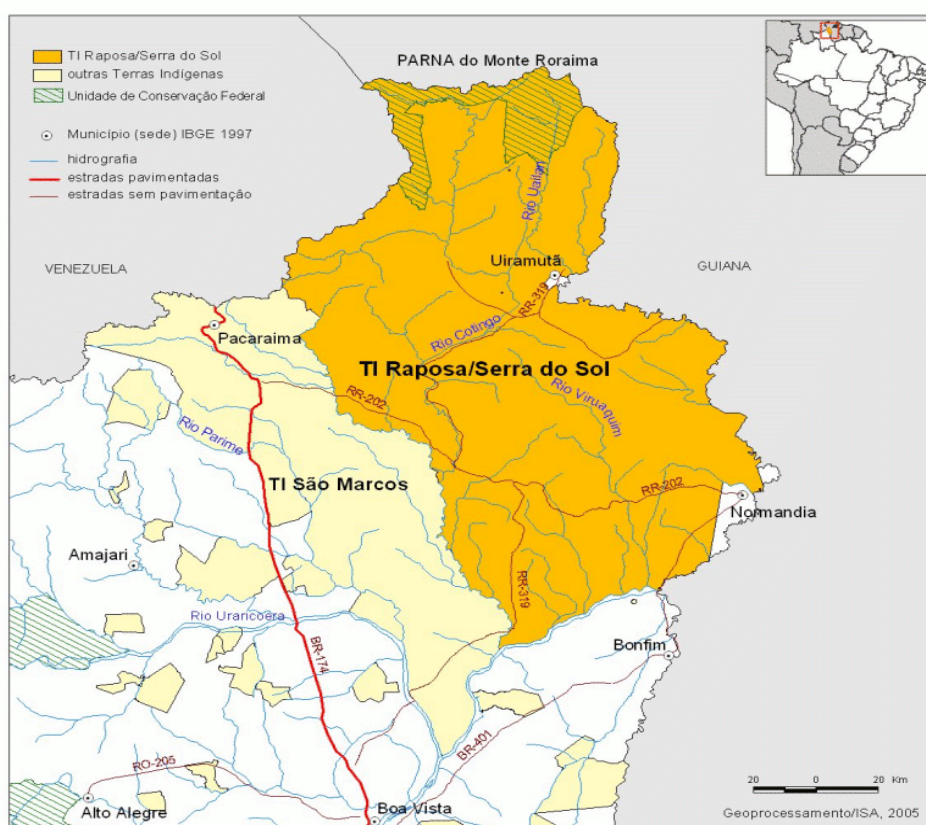 TI Raposa/Serra do Sol
outras Terras Indígenas
Unidade de Conservação Federal
Município (sede) IBGE 1997
hidrografia
estradas pavimentadas
estradas sem pavimentação
PARNA do Monte Roraima
Rio Uailan
VENEZUELA
Uiramutã
GUIANA
RR-319
Pacaraima
Rio Cotingo
TI Raposa/Serra do Sol
RR-202
Rio Viruaquim
Rio Parime
TI São Marcos
RR-202
Normandia
Amajari
RR-319
Rio Uraricoera
BR-174
Bonfim
BR-401
RO-205
Alto Alegre
Boa Vista
20 0 20 Km
Geoprocessamento/ISA, 2005